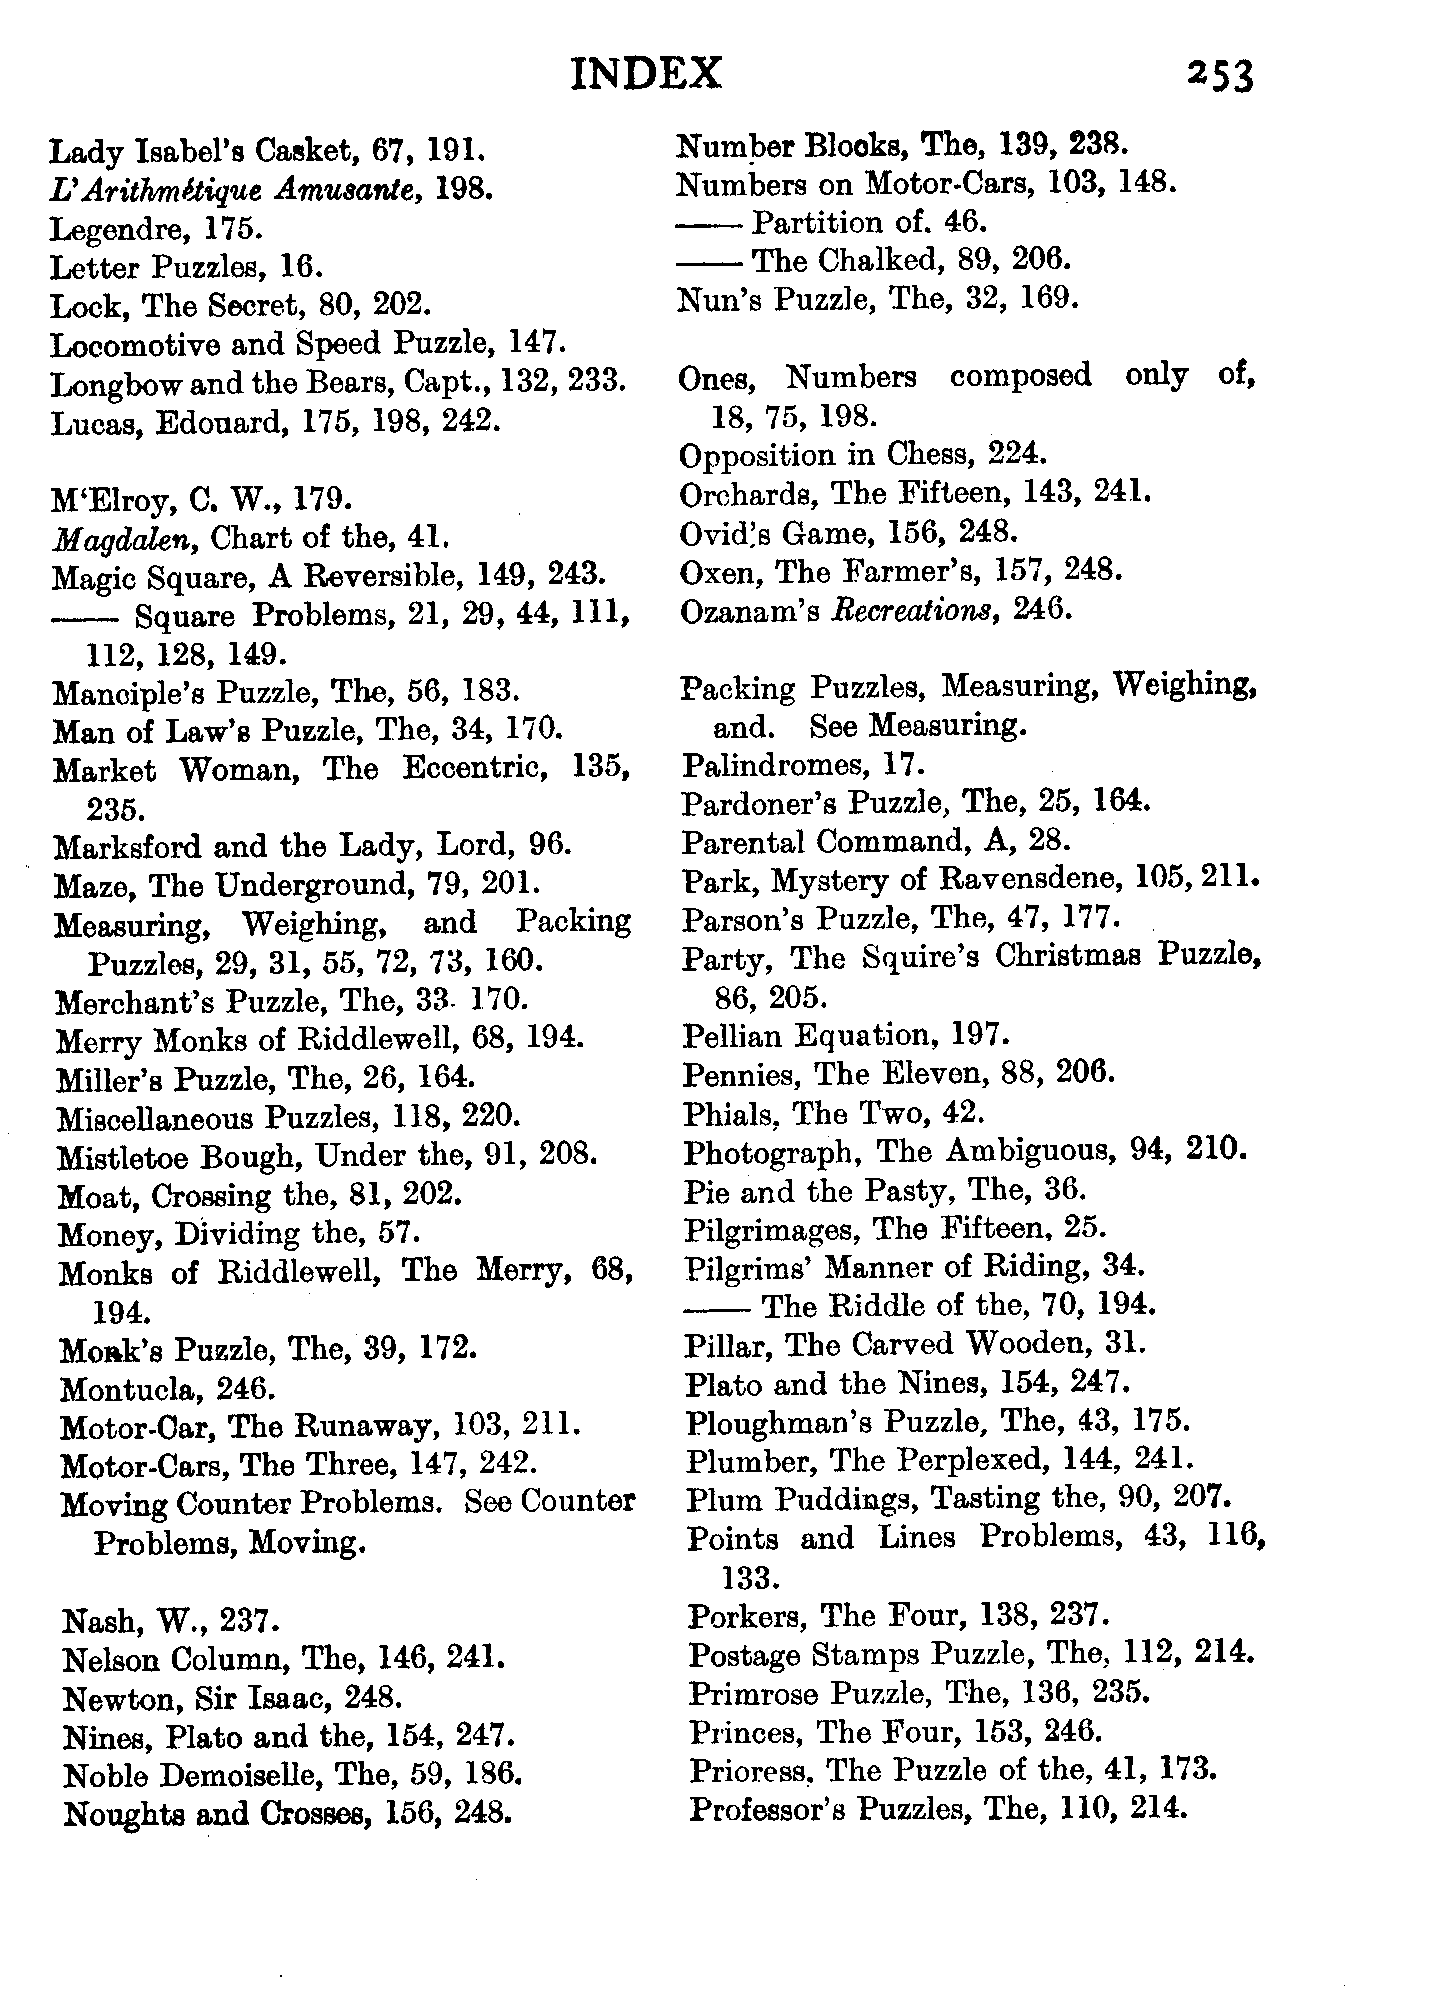 INDEX
253
Lady Isabel's Casket, 67, 191.
L'Arithmétique Amusante, 198.
Legendre, 175.
Letter Puzzles, 16.
Lock, The Secret, 80, 202.
Locomotive and Speed Puzzle, 147.
Longbow and the Bears, Capt., 132, 233.
Lucas, Edouard, 175, 198, 242.
M‘Elroy, C. W., 179.
Magdalen, Chart of the, 41.
Magic Square, A Reversible, 149, 243.
—— Square Problems, 21, 29, 44, 111,
112, 128, 149.
Manciple's Puzzle, The, 56, 183.
Man of Law's Puzzle, The, 34, 170.
Market Woman, The Eccentric, 135,
235.
Marksford and the Lady, Lord, 96.
Maze, The Underground, 79, 201.
Measuring, Weighing, and Packing
Puzzles, 29, 31, 55, 72, 73, 160.
Merchant's Puzzle, The, 33. 170.
Merry Monks of Riddlewell, 68, 194.
Miller's Puzzle, The, 26, 164.
Miscellaneous Puzzles, 118, 220.
Mistletoe Bough, Under the, 91, 208.
Moat, Crossing the, 81, 202.
Money, Dividing the, 57.
Monks of Riddlewell, The Merry, 68,
194.
Monk's Puzzle, The, 39, 172.
Montucla, 246.
Motor-Car, The Runaway, 103, 211.
Motor-Cars, The Three, 147, 242.
Moving Counter Problems. See Counter
Problems, Moving.
Nash, W., 237.
Nelson Column, The, 146, 241.
Newton, Sir Isaac, 248.
Nines, Plato and the, 154, 247.
Noble Demoiselle, The, 59, 186.
Noughts and Crosses, 156, 248.
Number Blocks, The, 139, 238.
Numbers on Motor-Cars, 103, 148.
—— Partition of. 46.
—— The Chalked, 89, 206.
Nun's Puzzle, The, 32, 169.
Ones, Numbers composed only of,
18, 75, 198.
Opposition in Chess, 224.
Orchards, The Fifteen, 143, 241.
Ovid's Game, 156, 248.
Oxen, The Farmer's, 157, 248.
Ozanam's Recreations, 246.
Packing Puzzles, Measuring, Weighing,
and. See Measuring.
Palindromes, 17.
Pardoner's Puzzle, The, 25, 164.
Parental Command, A, 28.
Park, Mystery of Ravensdene, 105, 211.
Parson's Puzzle, The, 47, 177.
Party, The Squire's Christmas Puzzle,
86, 205.
Pellian Equation, 197.
Pennies, The Eleven, 88, 206.
Phials, The Two, 42.
Photograph, The Ambiguous, 94, 210.
Pie and the Pasty, The, 36.
Pilgrimages, The Fifteen, 25.
Pilgrims' Manner of Riding, 34.
—— The Riddle of the, 70, 194.
Pillar, The Carved Wooden, 31.
Plato and the Nines, 154, 247.
Ploughman's Puzzle, The, 43, 175.
Plumber, The Perplexed, 144, 241.
Plum Puddings, Tasting the, 90, 207.
Points and Lines Problems, 43, 116,
133.
Porkers, The Four, 138, 237.
Postage Stamps Puzzle, The, 112, 214.
Primrose Puzzle, The, 136, 235.
Princes, The Four, 153, 246.
Prioress, The Puzzle of the, 41, 173.
Professor's Puzzles, The, 110, 214.